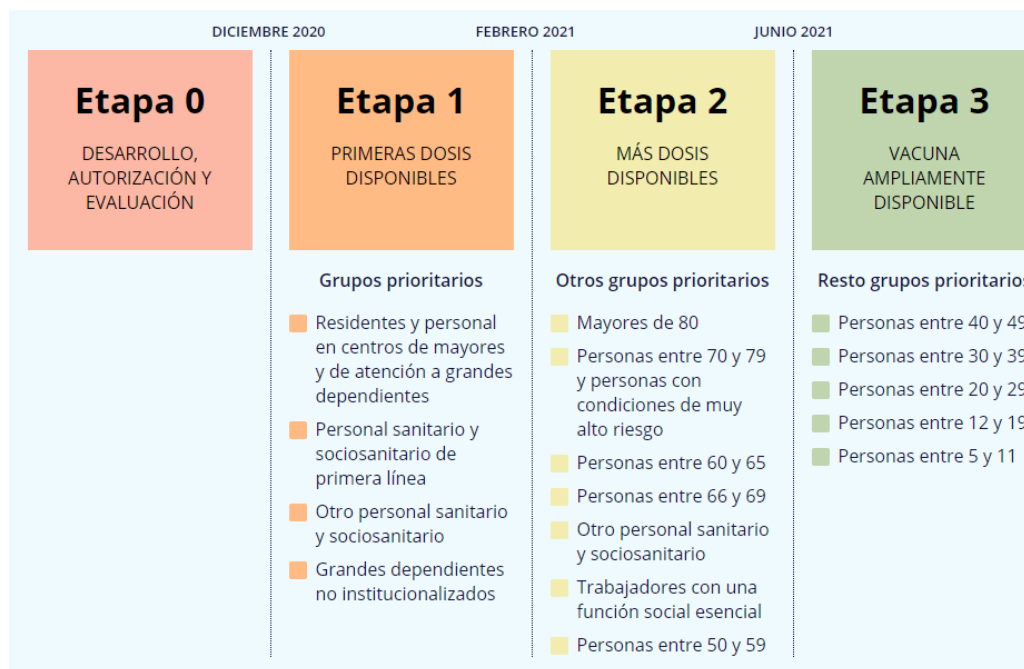 DICIEMBRE 2020
FEBRERO 2021
JUNIO 2021
Etapa 0
DESARROLLO,
AUTORIZACIÓN Y
EVALUACIÓN
Etapa 1
PRIMERAS DOSIS
DISPONIBLES
Grupos prioritarios
Residentes y personal
en centros de mayores
y de atención a grandes
dependientes
Personal sanitario y
sociosanitario de
primera línea
Otro personal sanitario
y sociosanitario
Grandes dependientes
no institucionalizados
Etapa 2
MÁS DOSIS
DISPONIBLES
Otros grupos prioritarios
Mayores de 80
Personas entre 70 y 79
y personas con
condiciones de muy
alto riesgo
Personas entre 60 y 65
Personas entre 66 y 69
Otro personal sanitario
y sociosanitario
Trabajadores con una
función social esencial
Personas entre 50 y 59
Etapa 3
VACUNA
AMPLIAMENTE
DISPONIBLE
Resto grupos prioritarios
Personas entre 40 y 49
Personas entre 30 y 39
Personas entre 20 y 29
Personas entre 12 y 19
Personas entre 5 y 11